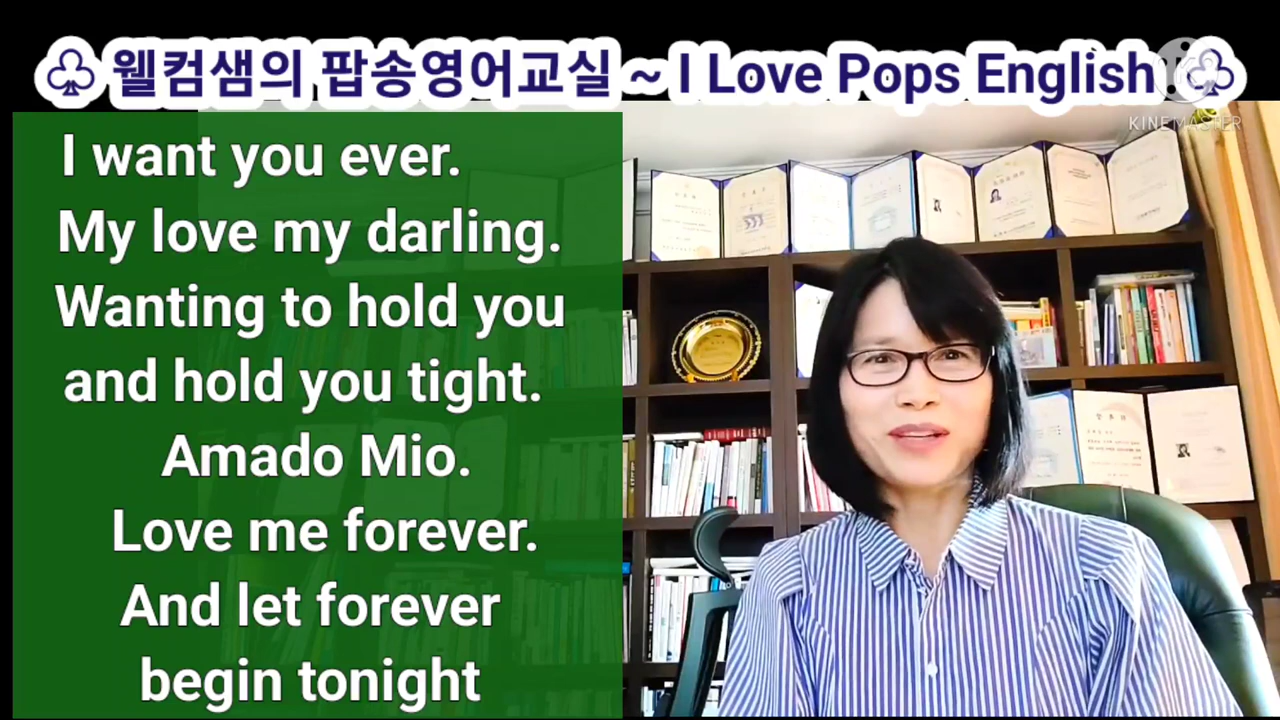 ♧ 웰컴샘의 팝송영어교실 ~ I Love Pops English ♧
KINEMASTER
I want you ever.
My love my darling.
Wanting to hold you
and hold you tight.
Amado Mio.
Love me forever.
And let forever
begin tonight